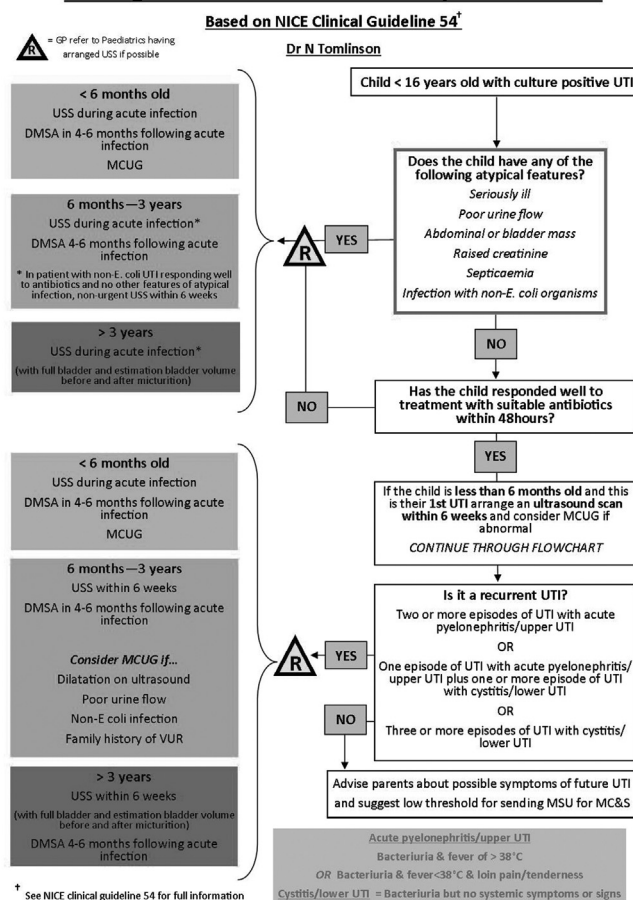 Based on NICE Clinical Guideline 54†
Dr N Tomlinson
R
= GP refer to Paediatrics having
arranged USS if possible
Child < 16 years old with culture positive UTI
Does the child have any of the
following atypical features?
Seriously ill
Poor urine flow
Abdominal or bladder mass
Raised creatinine
Septicaemia
Infection with non-E. coli organisms
YES
R
< 6 months old
USS during acute infection
DMSA in 4-6 months following acute
infection
MCUG
6 months—3 years
USS during acute infection*
DMSA 4-6 months following acute
infection
* In patient with non-E. coli UTI responding well
to antibiotics and no other features of atypical
infection, non-urgent USS within 6 weeks
> 3 years
USS during acute infection*
(with full bladder and estimation bladder volume
before and after micturition)
NO
Has the child responded well to
treatment with suitable antibiotics
within 48hours?
NO
YES
If the child is less than 6 months old and this
is their 1st UTI arrange an ultrasound scan
within 6 weeks and consider MCUG if
abnormal
CONTINUE THROUGH FLOWCHART
Is it a recurrent UTI?
Two or more episodes of UTI with acute
pyelonephritis/upper UTI
OR
One episode of UTI with acute pyelonephritis/
upper UTI plus one or more episode of UTI
with cystitis/lower UTI
OR
Three or more episodes of UTI with cystitis/
lower UTI
YES
R
< 6 months old
USS during acute infection
DMSA in 4-6 months following acute
infection
MCUG
6 months—3 years
USS within 6 weeks
DMSA in 4-6 months following acute
infection
Consider MCUG if...
Dilatation on ultrasound
Poor urine flow
Non-E coli infection
Family history of VUR
> 3 years
USS within 6 weeks
(with full bladder and estimation bladder volume
before and after micturition)
DMSA 4-6 months following acute
infection
NO
Advise parents about possible symptoms of future UTI
and suggest low threshold for sending MSU for MC&S
Acute pyelonephritis/upper UTI
Bacteriuria & fever of > 38°C
OR Bacteriuria & fever<38°C & loin pain/tenderness
Cystitis/lower UTI = Bacteriuria but no systemic symptoms or signs
† See NICE clinical guideline 54 for full information